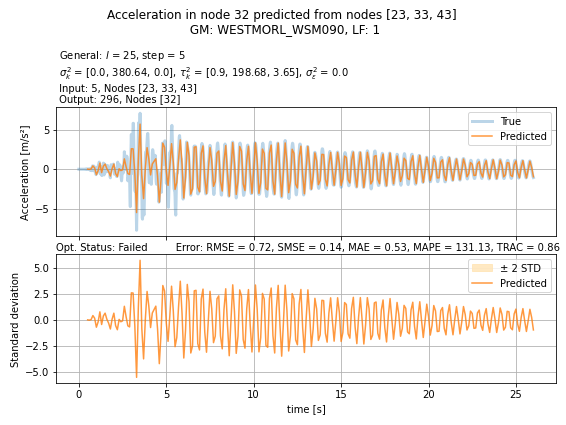 Acceleration in node 32 predicted from nodes [23, 33, 43]
GM: WESTMORL_WSM090, LF: 1
General: l = 25, step = 5
σ²ₖ = [0.0, 380.64, 0.0], τ²ₖ = [0.9, 198.68, 3.65], σ²ε = 0.0
Input: 5, Nodes [23, 33, 43]
Output: 296, Nodes [32]
Acceleration [m/s²]
5
0
−5
True
Predicted
Opt. Status: Failed Error: RMSE = 0.72, SMSE = 0.14, MAE = 0.53, MAPE = 131.13, TRAC = 0.86
Standard deviation
5.0
2.5
0.0
−2.5
−5.0
± 2 STD
Predicted
0 5 10 15 20 25
time [s]